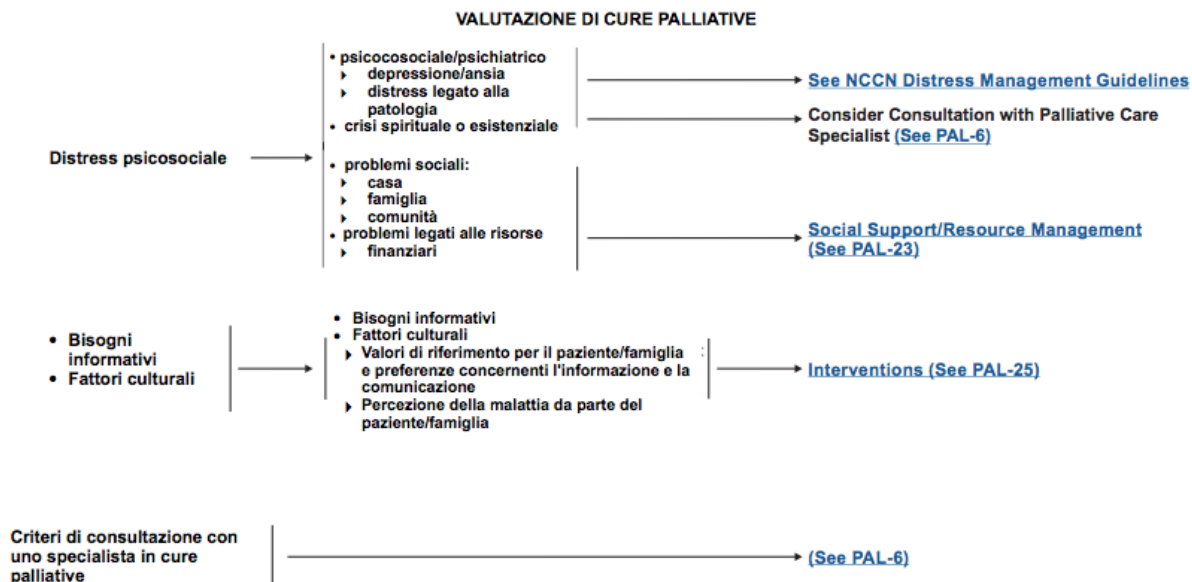 VALUTAZIONE DI CURE PALLIATIVE
Distress psicosociale
• psicocosociale/psichiatrico
depressione/ansia
distress legato alla
patologia
• crisi spirituale o esistenziale
• problemi sociali:
casa
famiglia
comunità
• problemi legati alle risorse
finanziari
See NCCN Distress Management Guidelines
Consider Consultation with Palliative Care
Specialist (See PAL-6)
Social Support/Resource Management
(See PAL-23)
• Bisogni
informativi
• Fattori culturali
• Bisogni informativi
• Fattori culturali
Valori di riferimento per il paziente/famiglia
e preferenze concernenti l'informazione e la
comunicazione
Percezione della malattia da parte del
paziente/famiglia
Interventions (See PAL-25)
Criteri di consultazione con
uno specialista in cure
palliative
(See PAL-6)